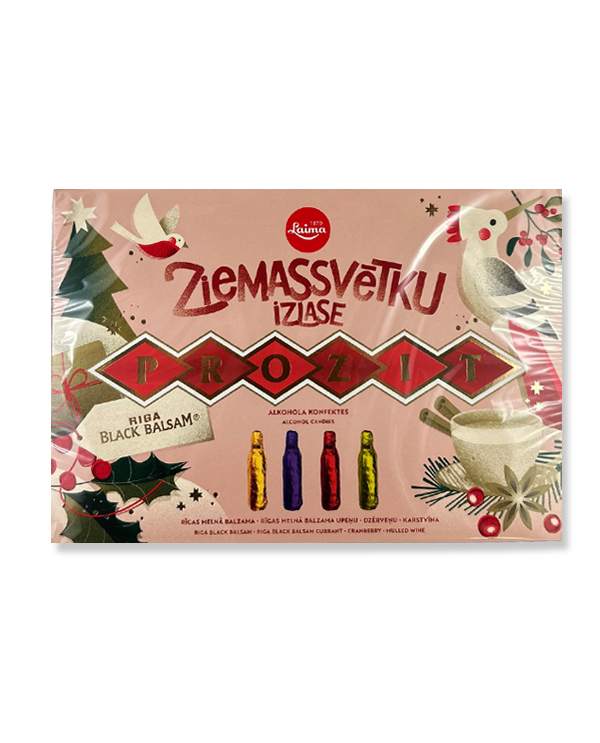 1870
Laima
ZIEMASSVĒTKU
IZLASE
PROZIT
RIGA
BLACK BALSAM®
ALKOHOLA KONFEKTES
ALCOHOL CANDIES
RĪGAS MELNĀ BALZAMA · RĪGAS MELNĀ BALZAMA UPEŅU · DZĒRVEŅU · KARSTVĪNA
RIGA BLACK BALSAM · RIGA BLACK BALSAM CURRANT · CRANBERRY · MULLED WINE